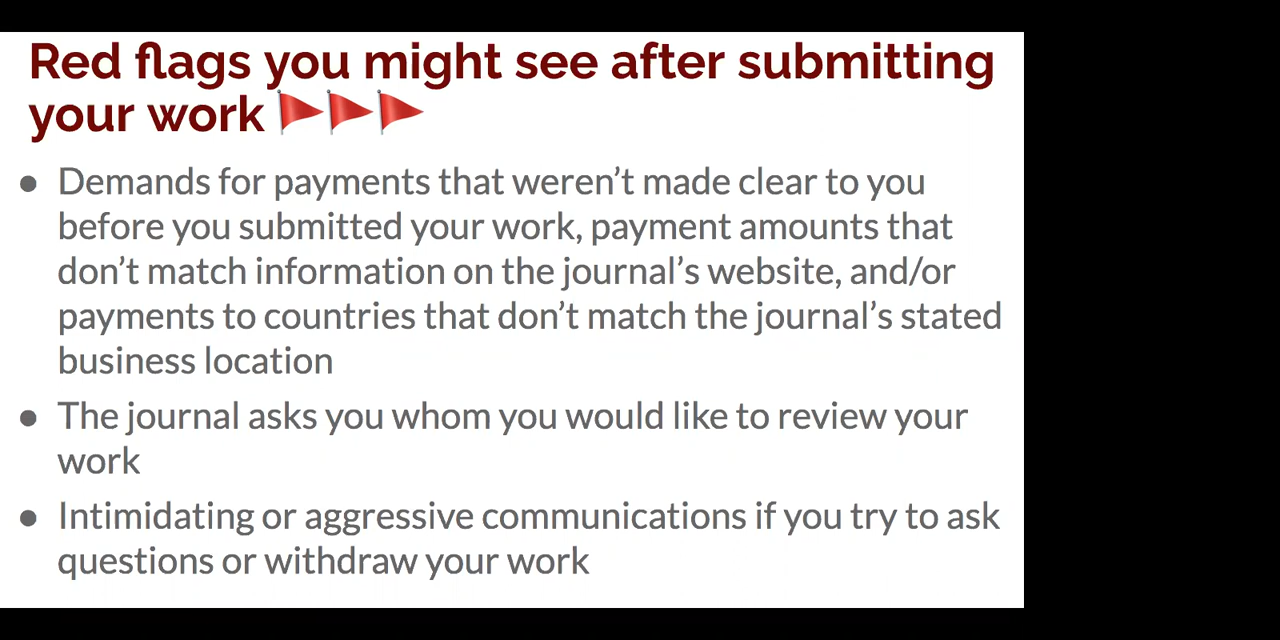 Red flags you might see after submitting
your work 🚩🚩🚩
● Demands for payments that weren't made clear to you
before you submitted your work, payment amounts that
don't match information on the journal's website, and/or
payments to countries that don't match the journal's stated
business location
● The journal asks you whom you would like to review your
work
● Intimidating or aggressive communications if you try to ask
questions or withdraw your work